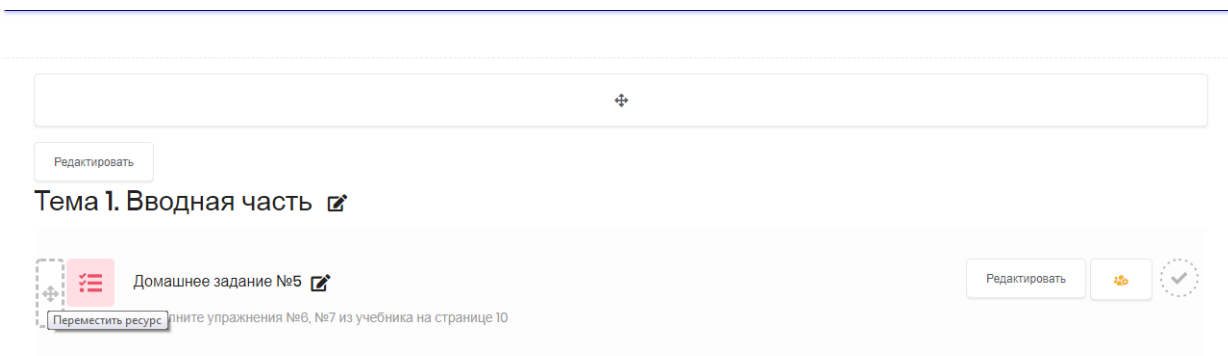 Редактировать
Тема 1. Вводная часть
Домашнее задание №5
Редактировать
Переместить ресурс
упражнения №6, №7 из учебника на странице 10